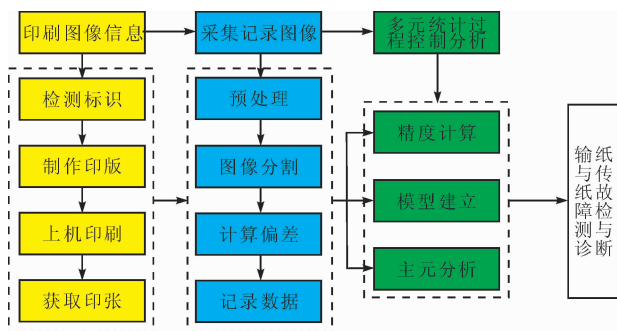 印刷图像信息
检测标识
制作印版
上机印刷
获取印张
采集记录图像
预处理
图像分割
计算偏差
记录数据
多元统计过
程控制分析
精度计算
模型建立
主元分析
纸传故检与断
输与纸障测诊